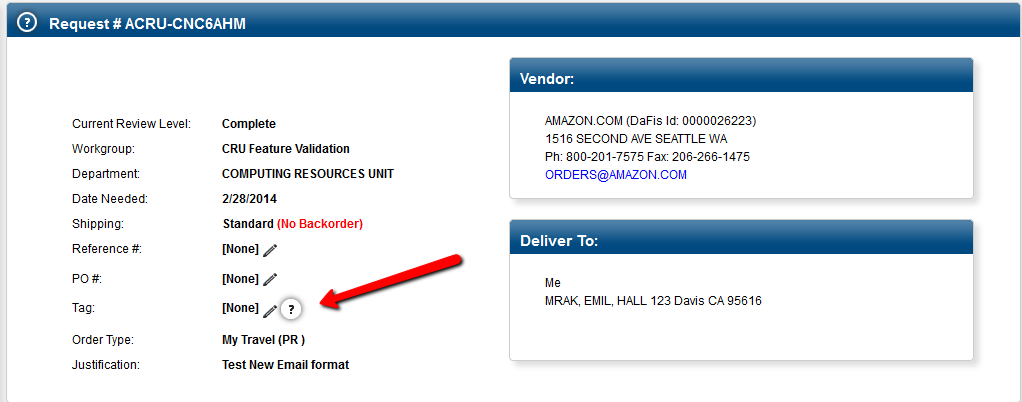 ? Request # ACRU-CNC6AHM
Current Review Level: Complete
Workgroup: CRU Feature Validation
Department: COMPUTING RESOURCES UNIT
Date Needed: 2/28/2014
Shipping: Standard (No Backorder)
Reference #: [None]
PO #: [None]
Tag: [None] ?
Order Type: My Travel (PR )
Justification: Test New Email format
Vendor:
AMAZON.COM (DaFis Id: 0000026223)
1516 SECOND AVE SEATTLE WA
Ph: 800-201-7575 Fax: 206-266-1475
ORDERS@AMAZON.COM
Deliver To:
Me
MRAK, EMIL, HALL 123 Davis CA 95616